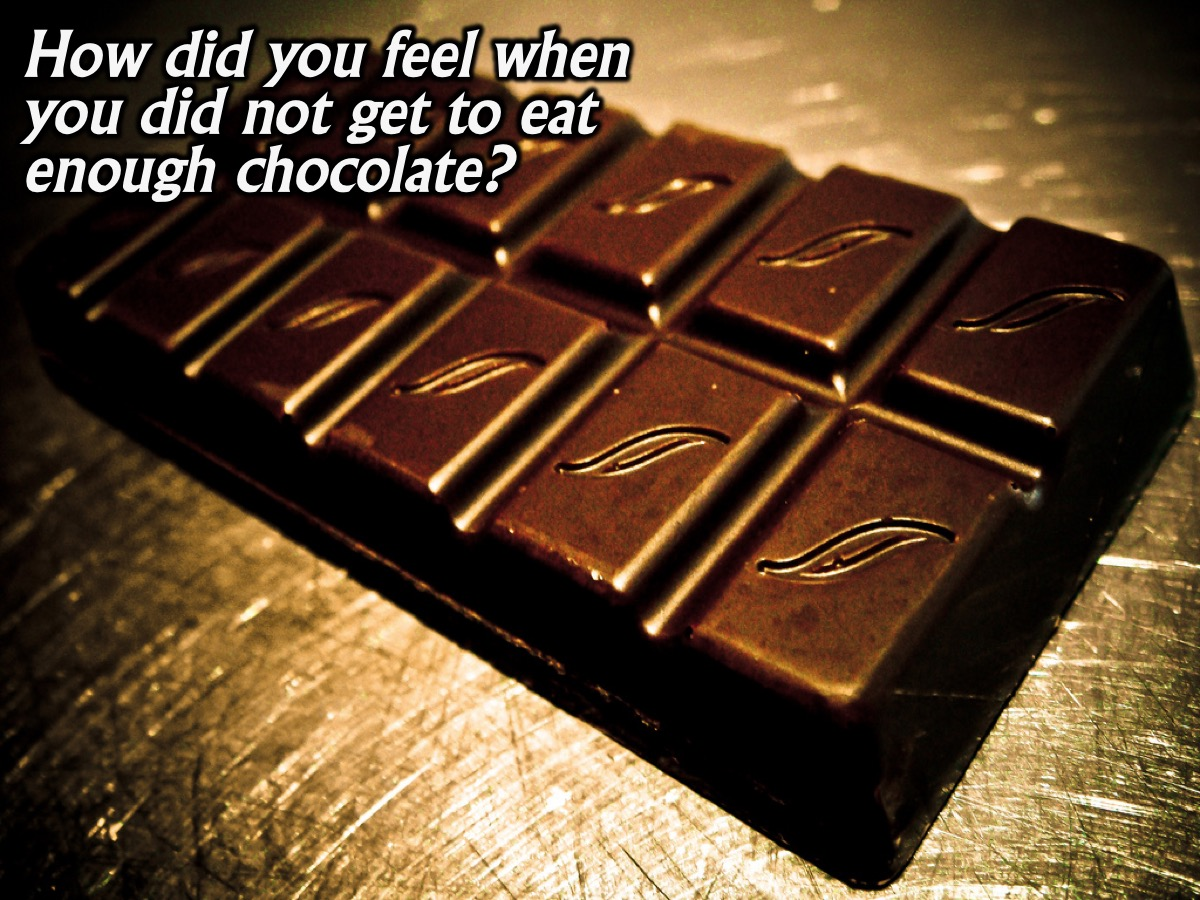 How did you feel when
you did not get to eat
enough chocolate?